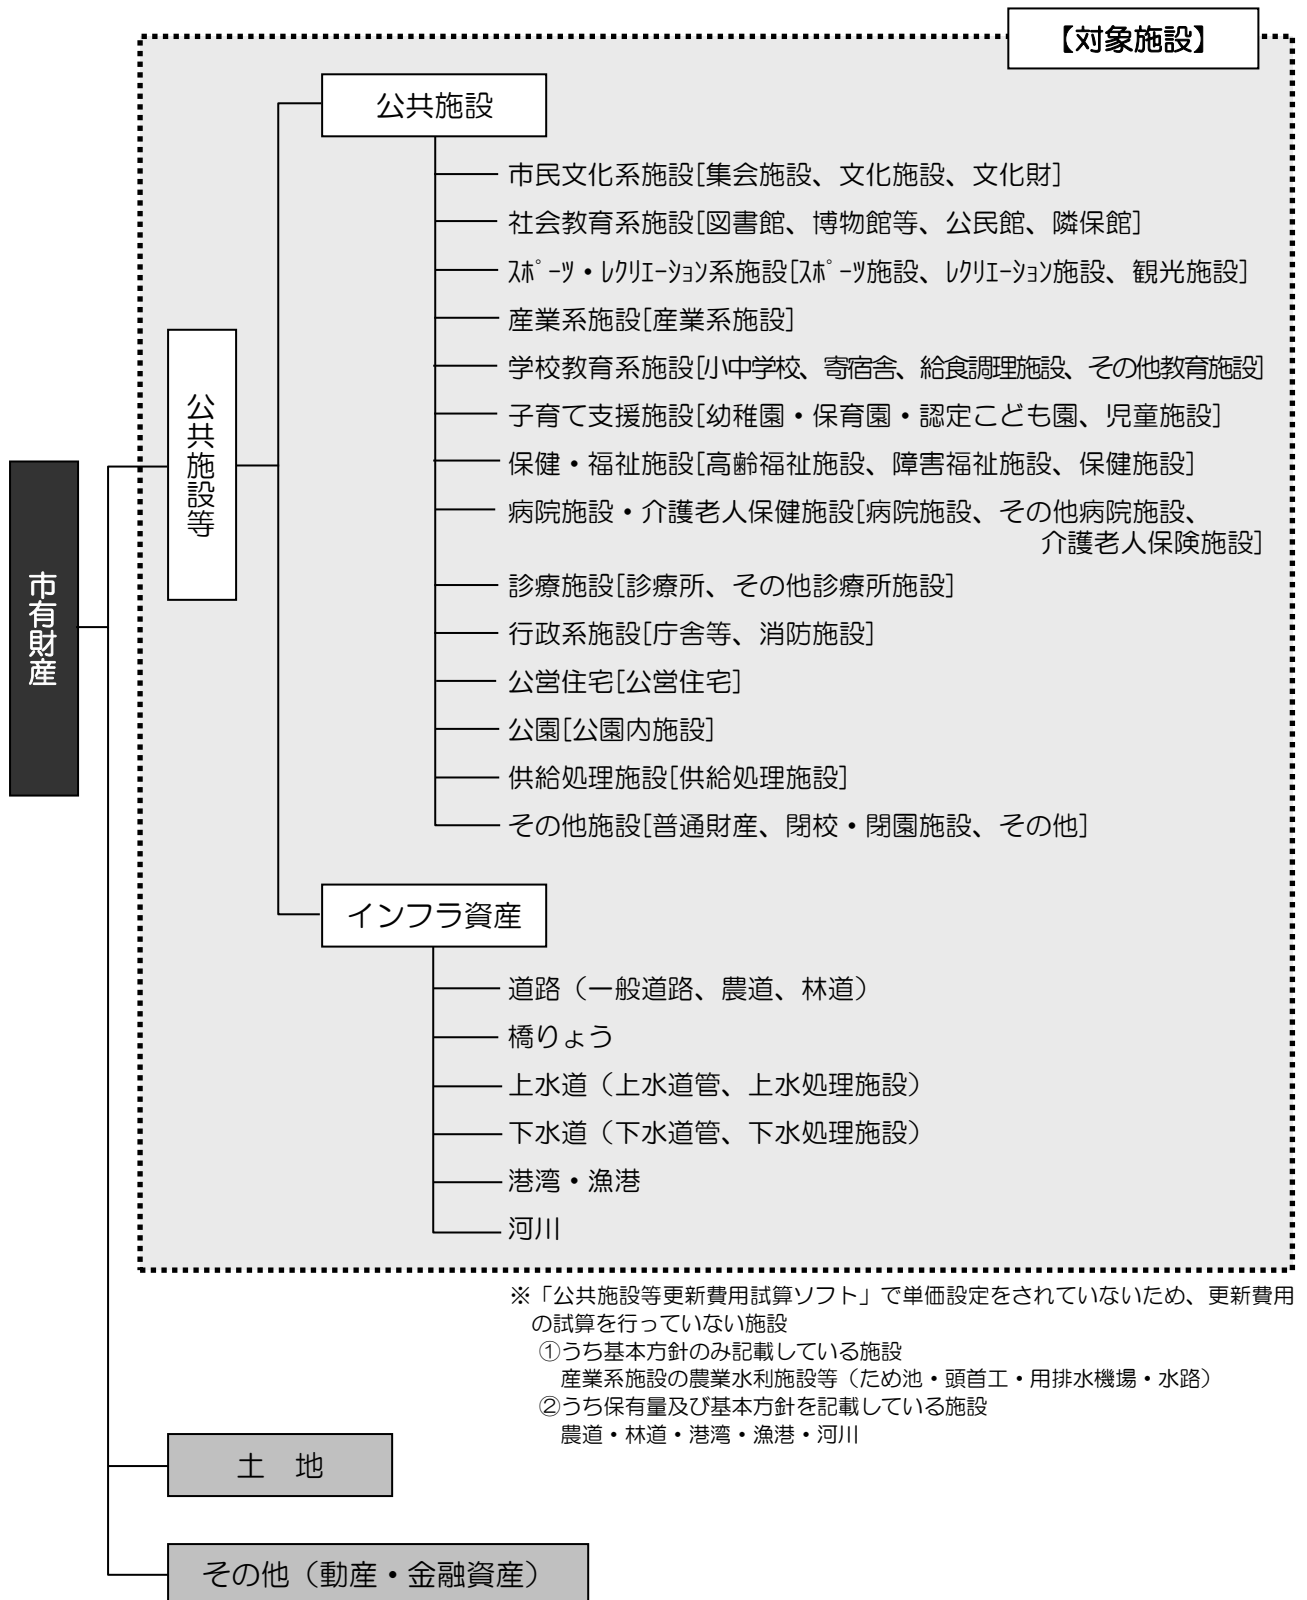 【対象施設】
公共施設
市民文化系施設[集会施設、文化施設、文化財]
社会教育系施設[図書館、博物館等、公民館、隣保館]
ｽﾎﾟｰﾂ・ﾚｸﾘｴｰｼｮﾝ系施設[ｽﾎﾟｰﾂ施設、ﾚｸﾘｴｰｼｮﾝ施設、観光施設]
産業系施設[産業系施設]
学校教育系施設[小中学校、寄宿舎、給食調理施設、その他教育施設]
子育て支援施設[幼稚園・保育園・認定こども園、児童施設]
保健・福祉施設[高齢福祉施設、障害福祉施設、保健施設]
病院施設・介護老人保健施設[病院施設、その他病院施設、
介護老人保険施設]
診療施設[診療所、その他診療所施設]
行政系施設[庁舎等、消防施設]
公営住宅[公営住宅]
公園[公園内施設]
供給処理施設[供給処理施設]
その他施設[普通財産、閉校・閉園施設、その他]
公共施設等
市有財産
インフラ資産
道路（一般道路、農道、林道）
橋りょう
上水道（上水道管、上水処理施設）
下水道（下水道管、下水処理施設）
港湾・漁港
河川
※「公共施設等更新費用試算ソフト」で単価設定をされていないため、更新費用
の試算を行っていない施設
①うち基本方針のみ記載している施設
産業系施設の農業水利施設等（ため池・頭首工・用排水機場・水路）
②うち保有量及び基本方針を記載している施設
農道・林道・港湾・漁港・河川
土　地
その他（動産・金融資産）